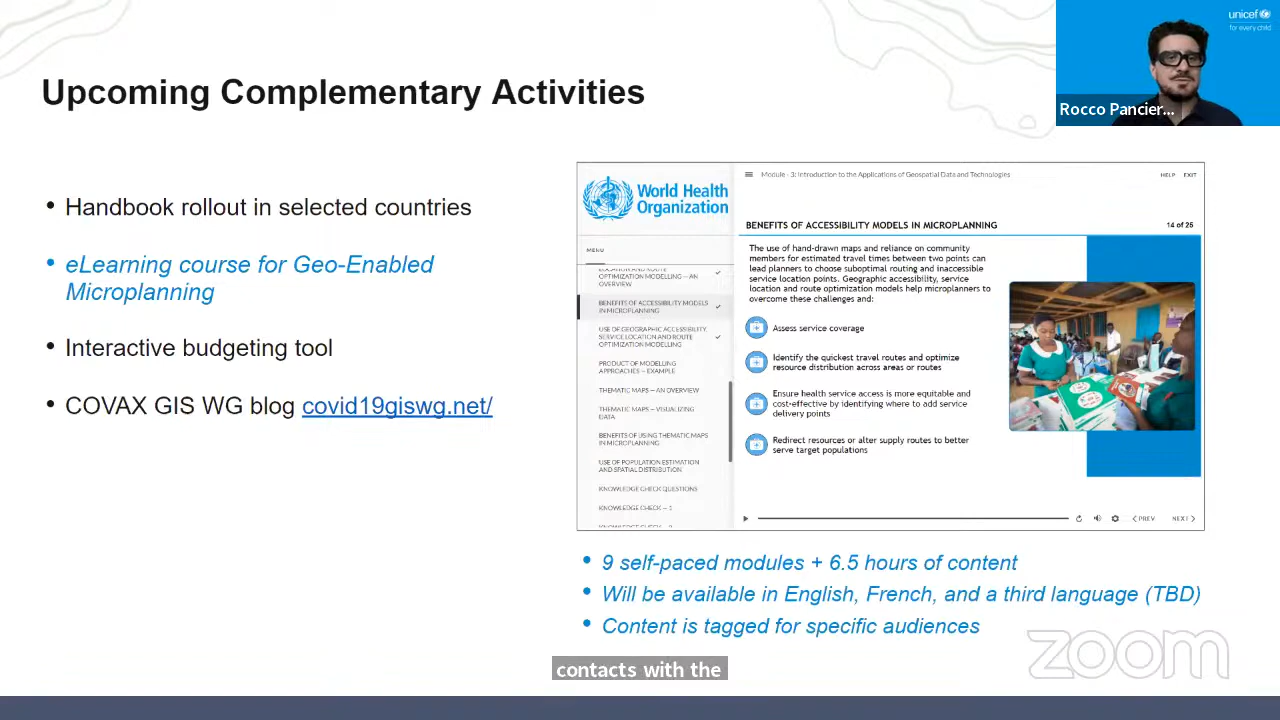 unicef
for every child
Rocco Pancier...
Upcoming Complementary Activities
• Handbook rollout in selected countries
• eLearning course for Geo-Enabled
Microplanning
• Interactive budgeting tool
• COVAX GIS WG blog covid19giswg.net/
World Health
Organization
MENU
LOCATION AND ROUTE
OPTIMIZATION MODELLING — AN
OVERVIEW
BENEFITS OF ACCESSIBILITY MODELS
IN MICROPLANNING
USE OF GEOGRAPHIC ACCESSIBILITY,
SERVICE LOCATION AND ROUTE
OPTIMIZATION MODELLING
PRODUCT OF MODELLING
APPROACHES — EXAMPLE
THEMATIC MAPS — AN OVERVIEW
THEMATIC MAPS — VISUALIZING
DATA
BENEFITS OF USING THEMATIC MAPS
IN MICROPLANNING
USE OF POPULATION ESTIMATION
AND SPATIAL DISTRIBUTION
KNOWLEDGE CHECK QUESTIONS
KNOWLEDGE CHECK — 1
Module - 3: Introduction to the Applications of Geospatial Data and Technologies
HELP EXIT
BENEFITS OF ACCESSIBILITY MODELS IN MICROPLANNING
14 of 25
The use of hand-drawn maps and reliance on community
members for estimated travel times between two points can
lead planners to choose suboptimal routing and inaccessible
service location points. Geographic accessibility, service
location and route optimization models help microplanners to
overcome these challenges and:
Assess service coverage
Identify the quickest travel routes and optimize
resource distribution across areas or routes
Ensure health service access is more equitable and
cost-effective by identifying where to add service
delivery points
Redirect resources or alter supply routes to better
serve target populations
PREV NEXT
• 9 self-paced modules + 6.5 hours of content
• Will be available in English, French, and a third language (TBD)
• Content is tagged for specific audiences
zoom
contacts with the